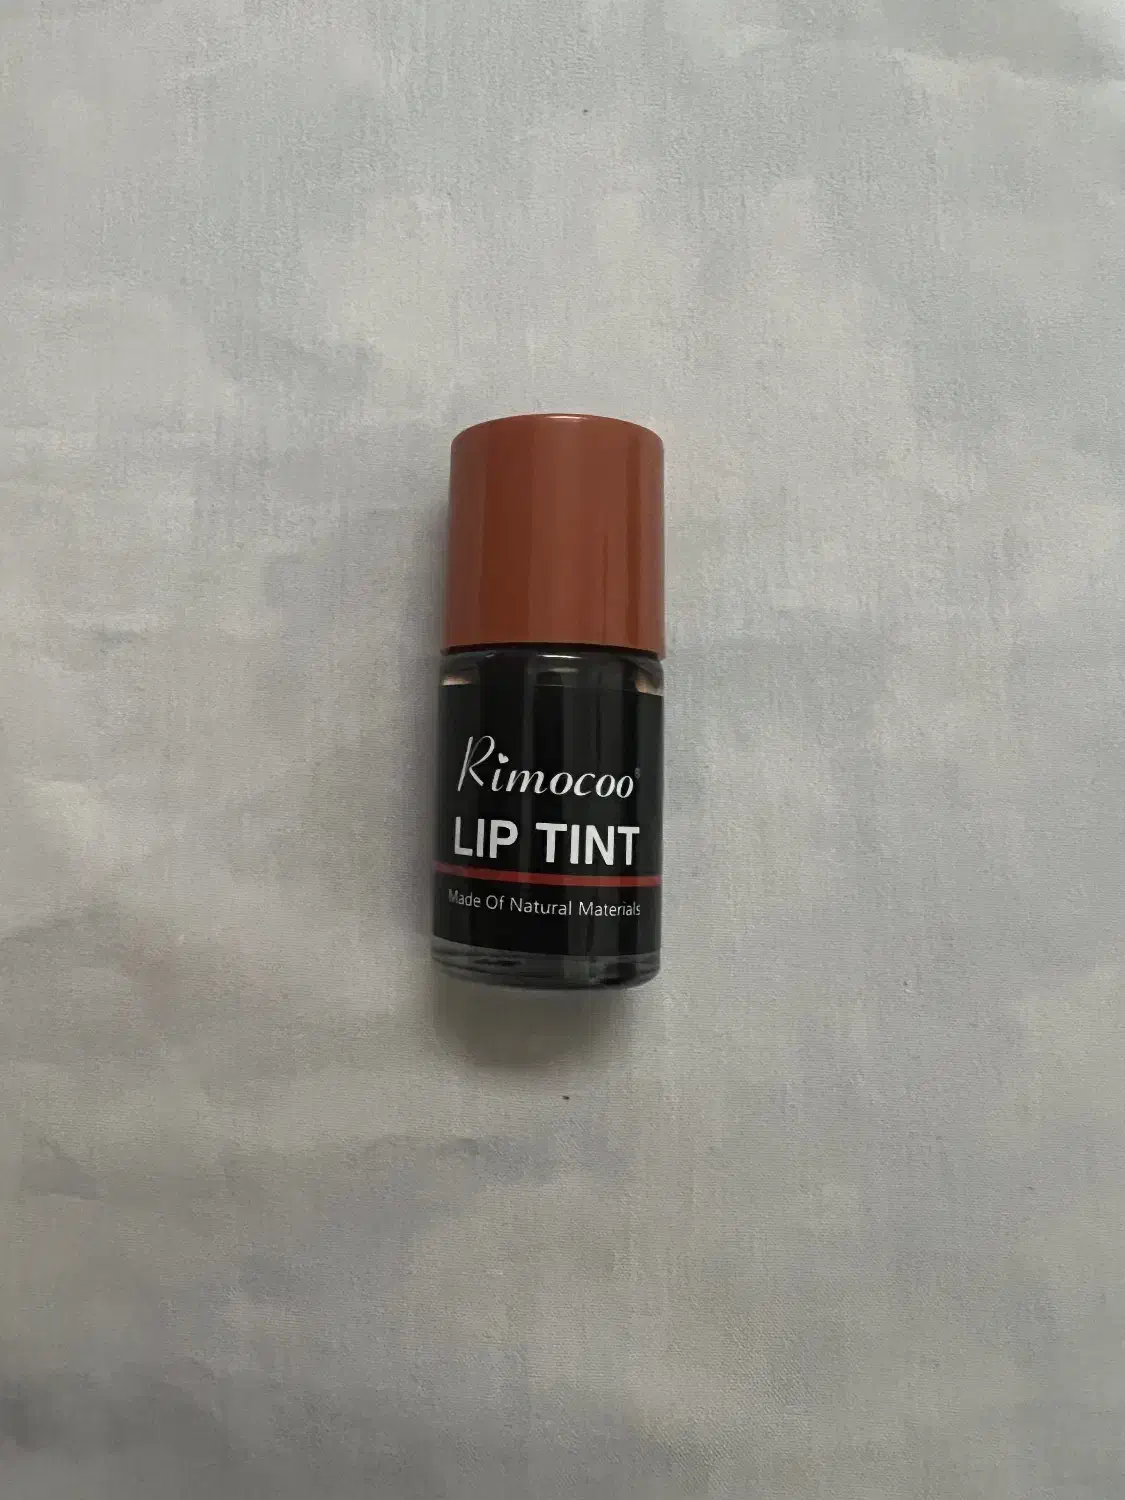 Rimocoo®
LIP TINT
Made Of Natural Materials